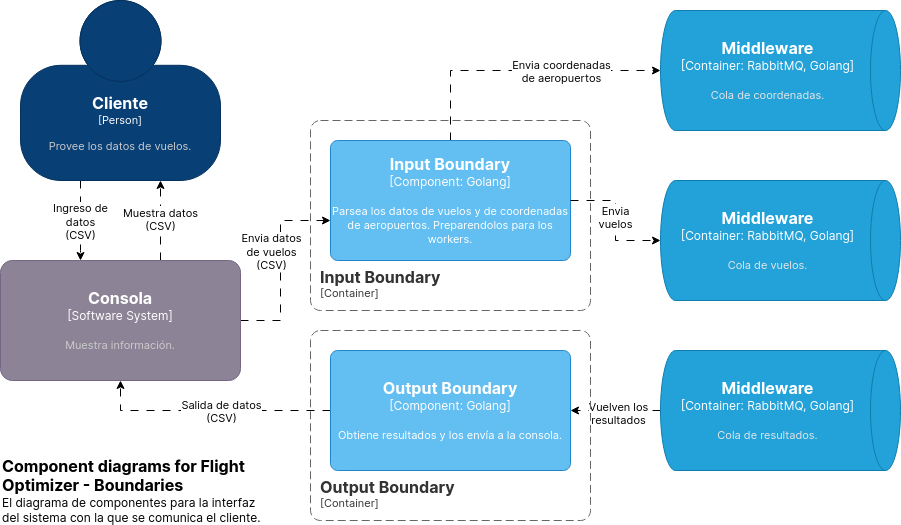 Cliente
[Person]
Provee los datos de vuelos.
Ingreso de
datos
(CSV)
Muestra datos
(CSV)
Consola
[Software System]
Muestra información.
Envia datos
de vuelos
(CSV)
Salida de datos
(CSV)
Envia coordenadas
de aeropuertos
Input Boundary
[Component: Golang]
Parsea los datos de vuelos y de coordenadas
de aeropuertos. Preparendolos para los
workers.
Input Boundary
[Container]
Envia
vuelos
Output Boundary
[Component: Golang]
Obtiene resultados y los envía a la consola.
Output Boundary
[Container]
Vuelven los
resultados
Middleware
[Container: RabbitMQ, Golang]
Cola de coordenadas.
Middleware
[Container: RabbitMQ, Golang]
Cola de vuelos.
Middleware
[Container: RabbitMQ, Golang]
Cola de resultados.
Component diagrams for Flight
Optimizer - Boundaries
El diagrama de componentes para la interfaz
del sistema con la que se comunica el cliente.